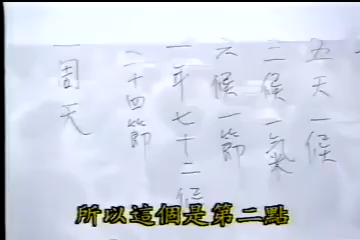 五天一候
三候一氣
六候一節
一年七十二候
二十四節
一周天
所以這個是第二點